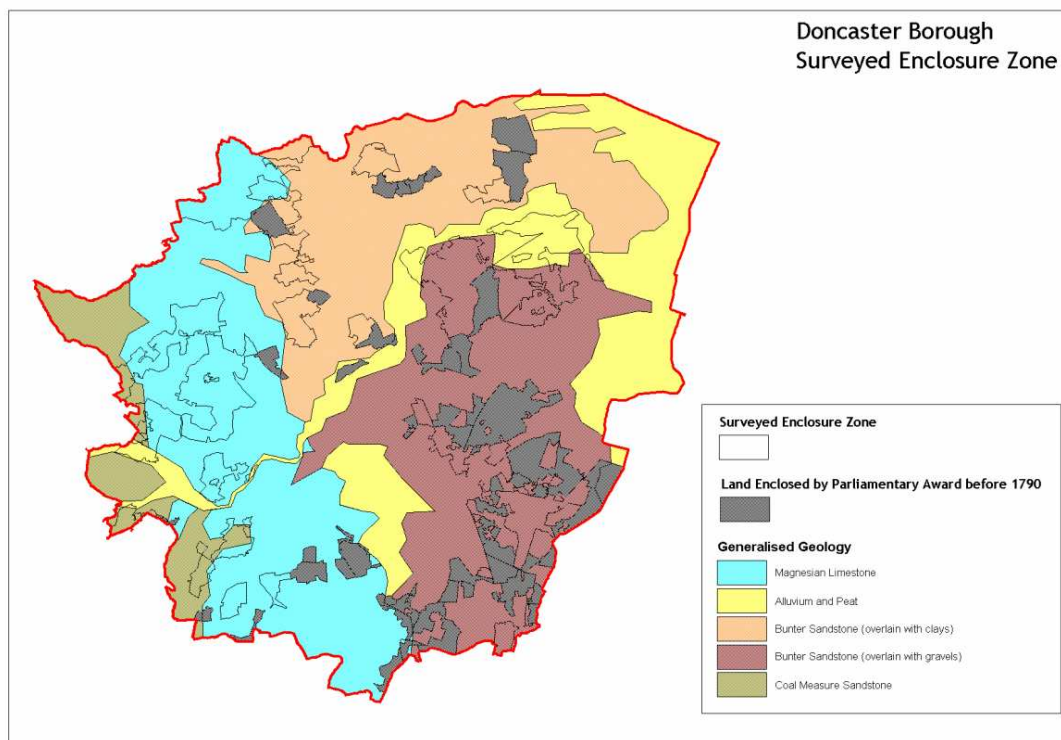 Doncaster Borough
Surveyed Enclosure Zone
Surveyed Enclosure Zone
Land Enclosed by Parliamentary Award before 1790
Generalised Geology
Magnesian Limestone
Alluvium and Peat
Bunter Sandstone (overlain with clays)
Bunter Sandstone (overlain with gravels)
Coal Measure Sandstone